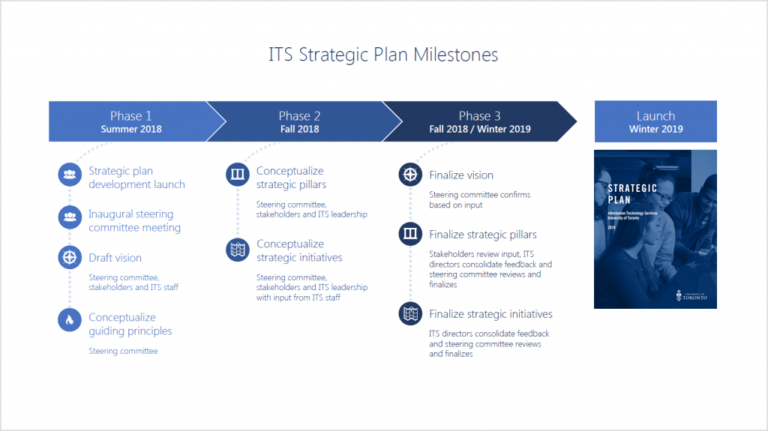 ITS Strategic Plan Milestones
Phase 1
Summer 2018
Phase 2
Fall 2018
Phase 3
Fall 2018 / Winter 2019
Launch
Winter 2019
Strategic plan
development launch
Inaugural steering
committee meeting
Draft vision
Steering committee,
stakeholders and ITS staff
Conceptualize
guiding principles
Steering committee
Conceptualize
strategic pillars
Steering committee,
stakeholders and ITS leadership
Conceptualize
strategic initiatives
Steering committee,
stakeholders and ITS leadership
with input from ITS staff
Finalize vision
Steering committee confirms
based on input
Finalize strategic pillars
Stakeholders review input, ITS
directors consolidate feedback and
steering committee reviews and
finalizes
Finalize strategic initiatives
ITS directors consolidate feedback
and steering committee reviews
and finalizes
STRATEGIC
PLAN
Information Technology Services
University of Toronto
2019
UNIVERSITY OF
TORONTO